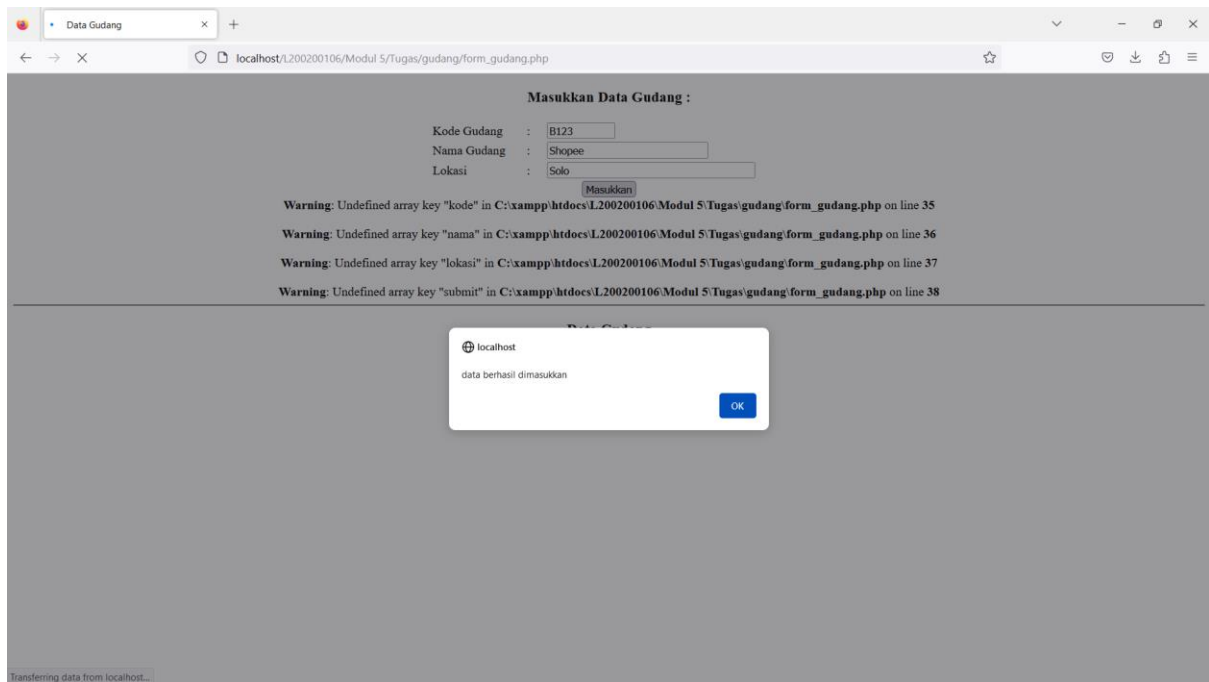 Data Gudang
localhost/L200200106/Modul 5/Tugas/gudang/form_gudang.php
Masukkan Data Gudang :
Kode Gudang : B123
Nama Gudang : Shopee
Lokasi : Solo
Masukkan
Warning: Undefined array key "kode" in C:\xampp\htdocs\L200200106\Modul 5\Tugas\gudang\form_gudang.php on line 35
Warning: Undefined array key "nama" in C:\xampp\htdocs\L200200106\Modul 5\Tugas\gudang\form_gudang.php on line 36
Warning: Undefined array key "lokasi" in C:\xampp\htdocs\L200200106\Modul 5\Tugas\gudang\form_gudang.php on line 37
Warning: Undefined array key "submit" in C:\xampp\htdocs\L200200106\Modul 5\Tugas\gudang\form_gudang.php on line 38
Data Gudang
localhost
data berhasil dimasukkan
OK
Transferring data from localhost...